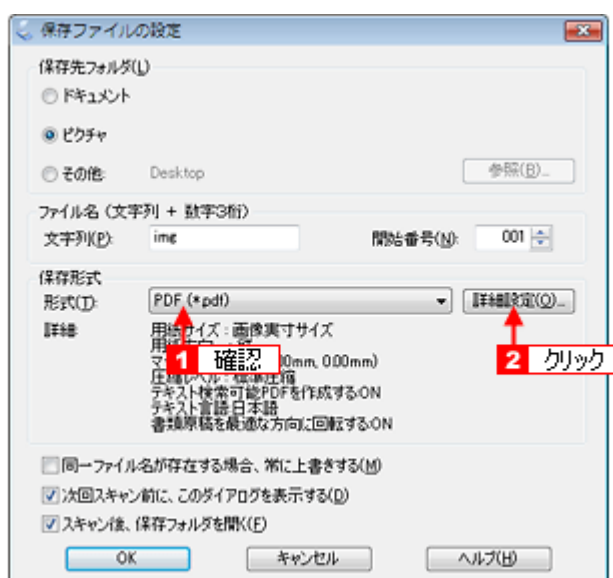 保存ファイルの設定
保存先フォルダ(L)
ドキュメント
ピクチャ
その他: Desktop 参照(B)...
ファイル名 (文字列 + 数字3桁)
文字列(P): img 開始番号(N): 001
保存形式
形式(T): PDF (*.pdf) 詳細設定(O)...
詳細: 用紙サイズ : 画像実寸サイズ
1 確認 0mm, 0.00mm)
2 クリック
圧縮レベル : 標準圧縮
テキスト検索可能PDFを作成する:ON
テキスト言語:日本語
書類原稿を最適な方向に回転する:ON
同一ファイル名が存在する場合、常に上書きする(M)
次回スキャン前に、このダイアログを表示する(D)
スキャン後、保存フォルダを開く(F)
OK キャンセル ヘルプ(H)